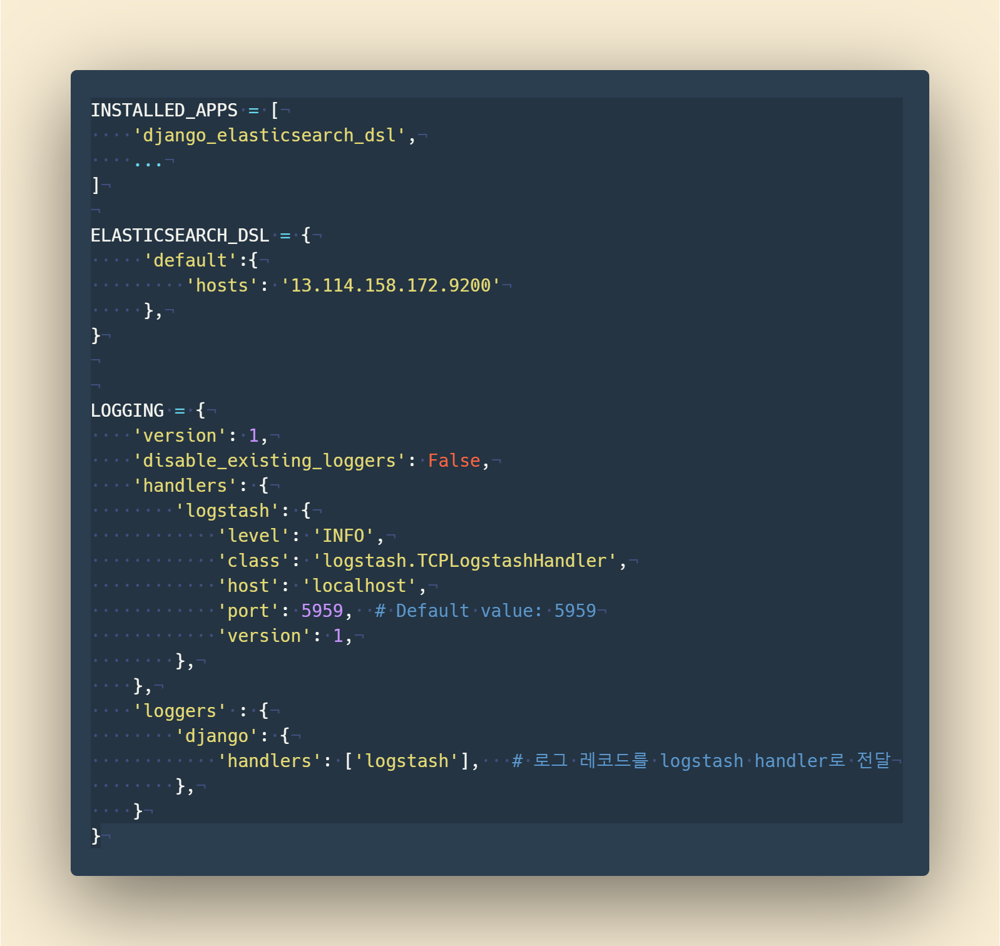 INSTALLED_APPS = [
    'django_elasticsearch_dsl',
    ...
]

ELASTICSEARCH_DSL = {
     'default':{
         'hosts': '13.114.158.172.9200'
     },
}


LOGGING = {
    'version': 1,
    'disable_existing_loggers': False,
    'handlers': {
        'logstash': {
            'level': 'INFO',
            'class': 'logstash.TCPLogstashHandler',
            'host': 'localhost',
            'port': 5959,  # Default value: 5959
            'version': 1,
        },
    },
    'loggers' : {
        'django': {
            'handlers': ['logstash'],   # 로그 레코드를 logstash handler로 전달
        },
    }
}